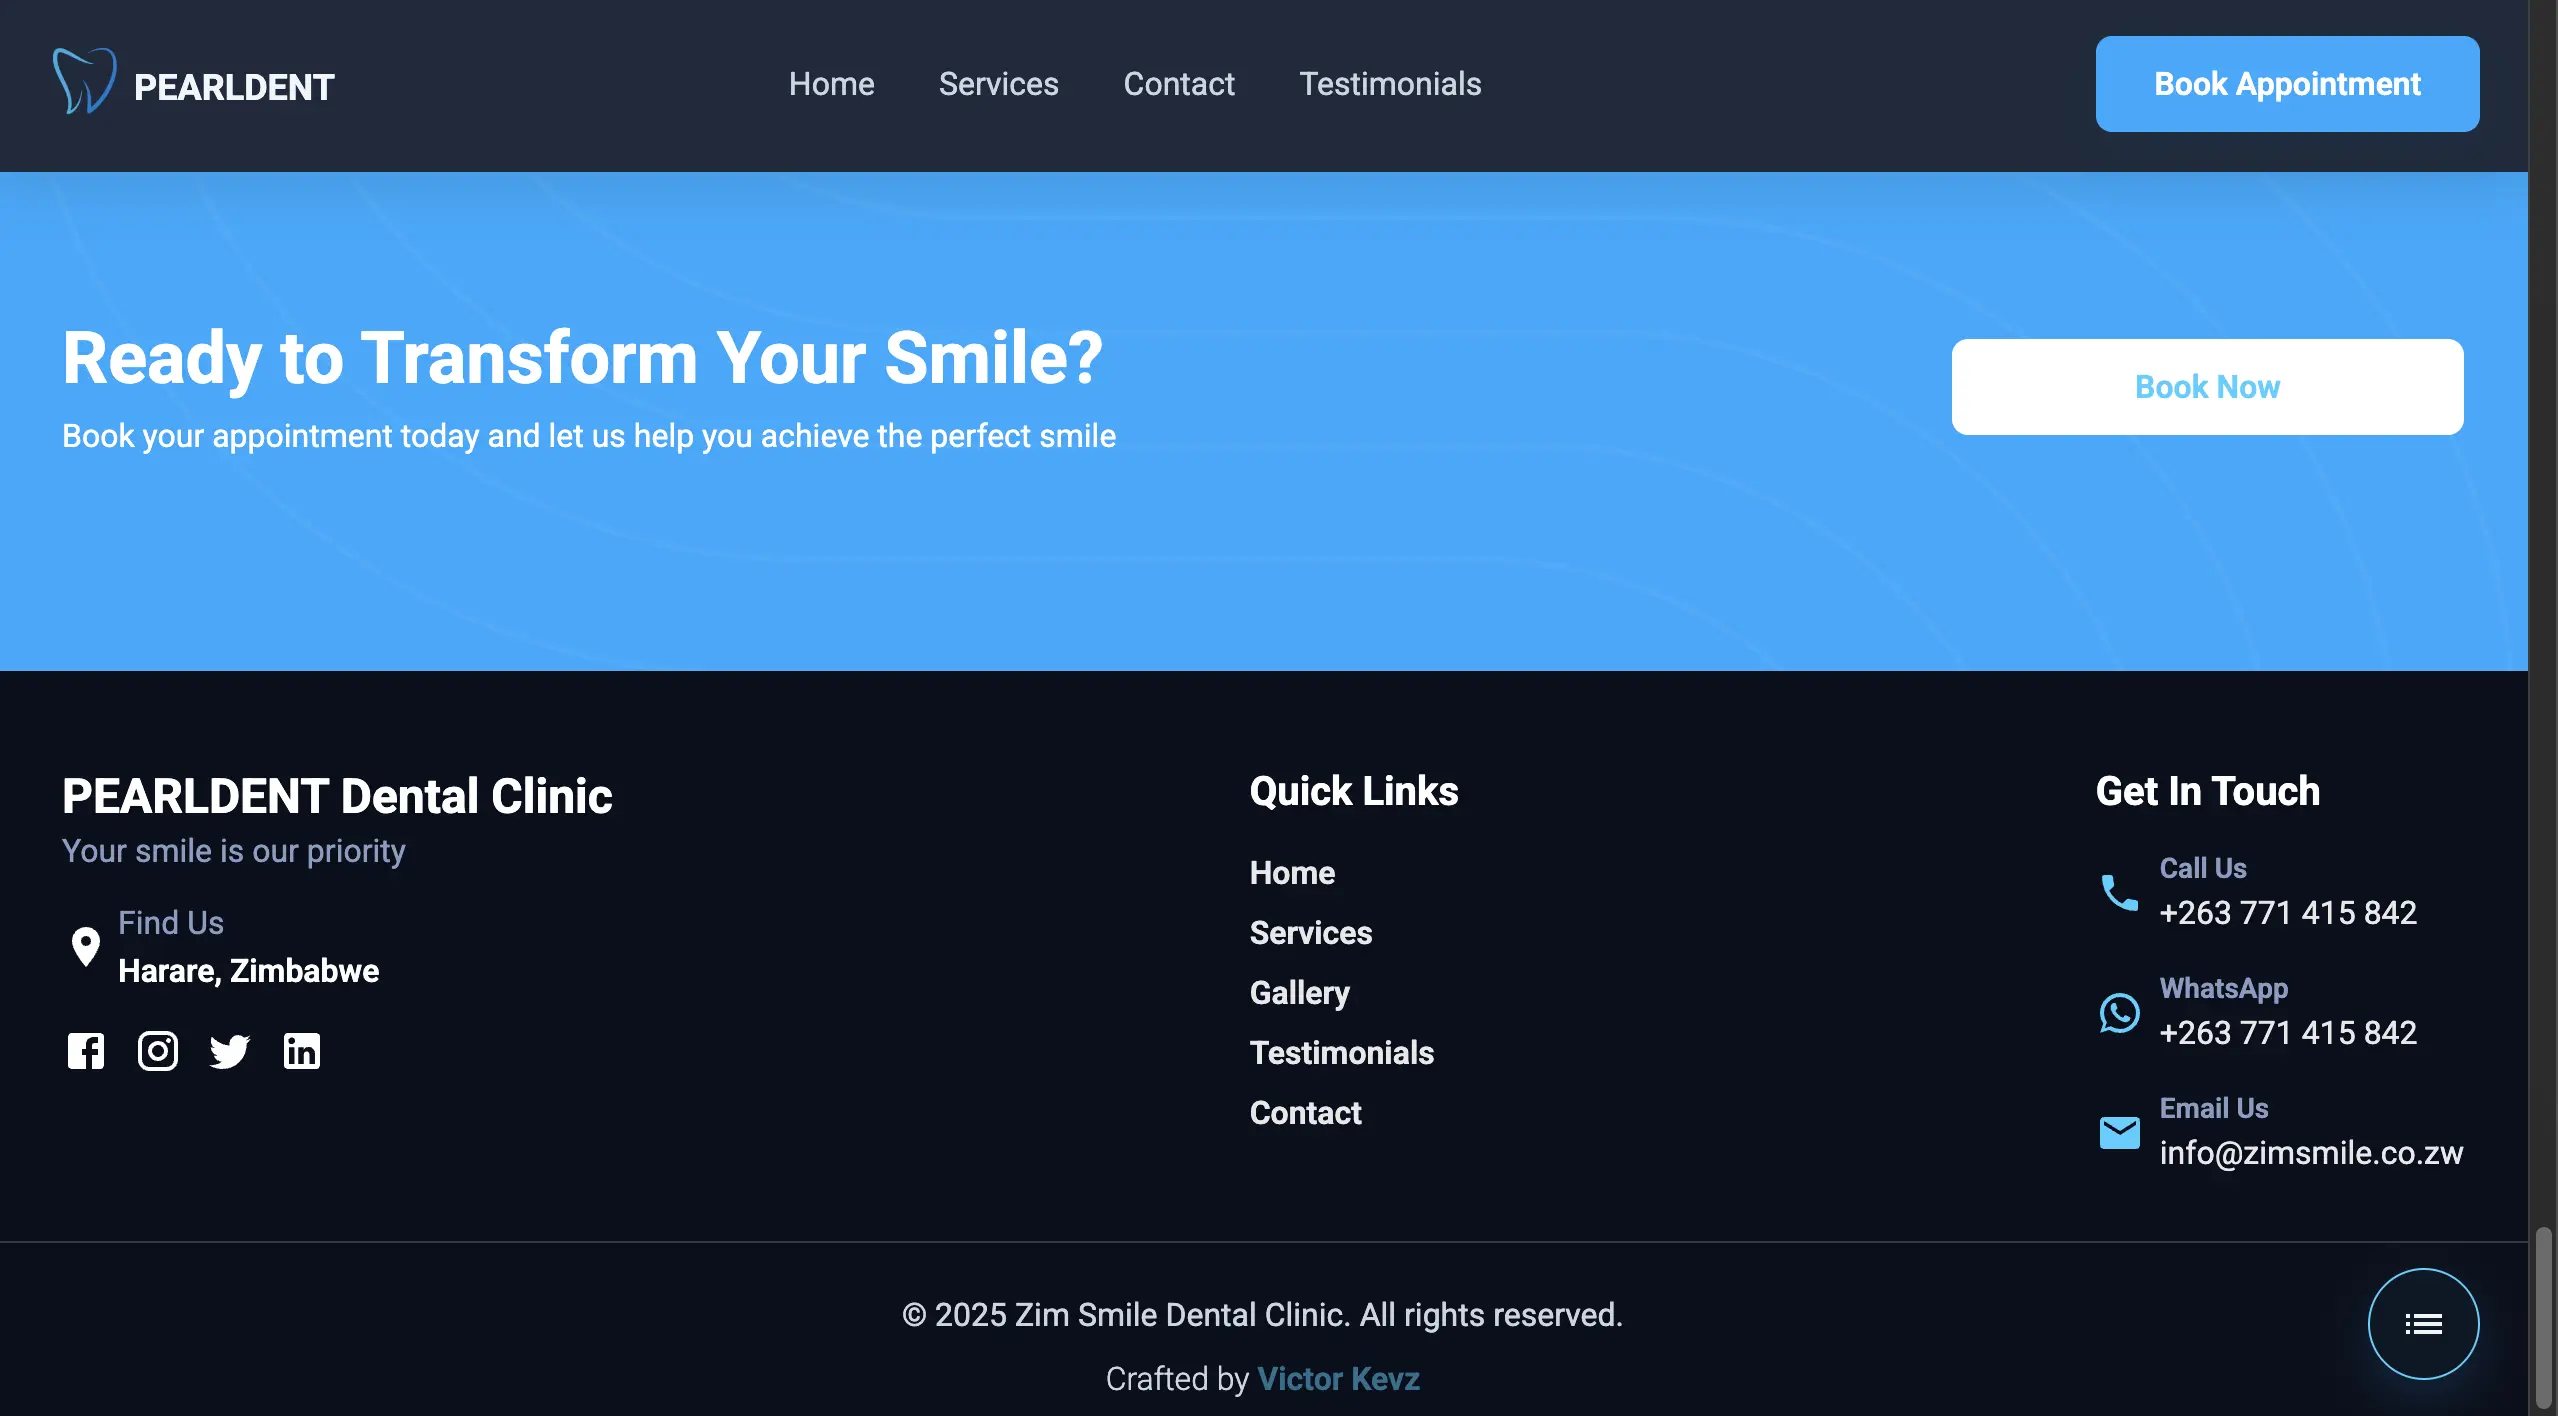 PEARLDENT
Home Services Contact Testimonials
Book Appointment
Ready to Transform Your Smile?
Book your appointment today and let us help you achieve the perfect smile
Book Now
PEARLDENT Dental Clinic
Your smile is our priority
Find Us
Harare, Zimbabwe
Quick Links
Home
Services
Gallery
Testimonials
Contact
Get In Touch
Call Us
+263 771 415 842
WhatsApp
+263 771 415 842
Email Us
info@zimsmile.co.zw
© 2025 Zim Smile Dental Clinic. All rights reserved.
Crafted by Victor Kevz